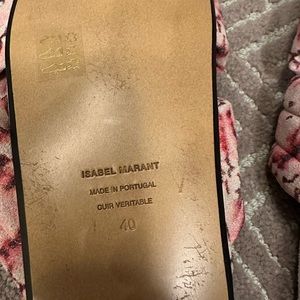 ISABEL MARANT
MADE IN PORTUGAL
CUIR VERITABLE
40